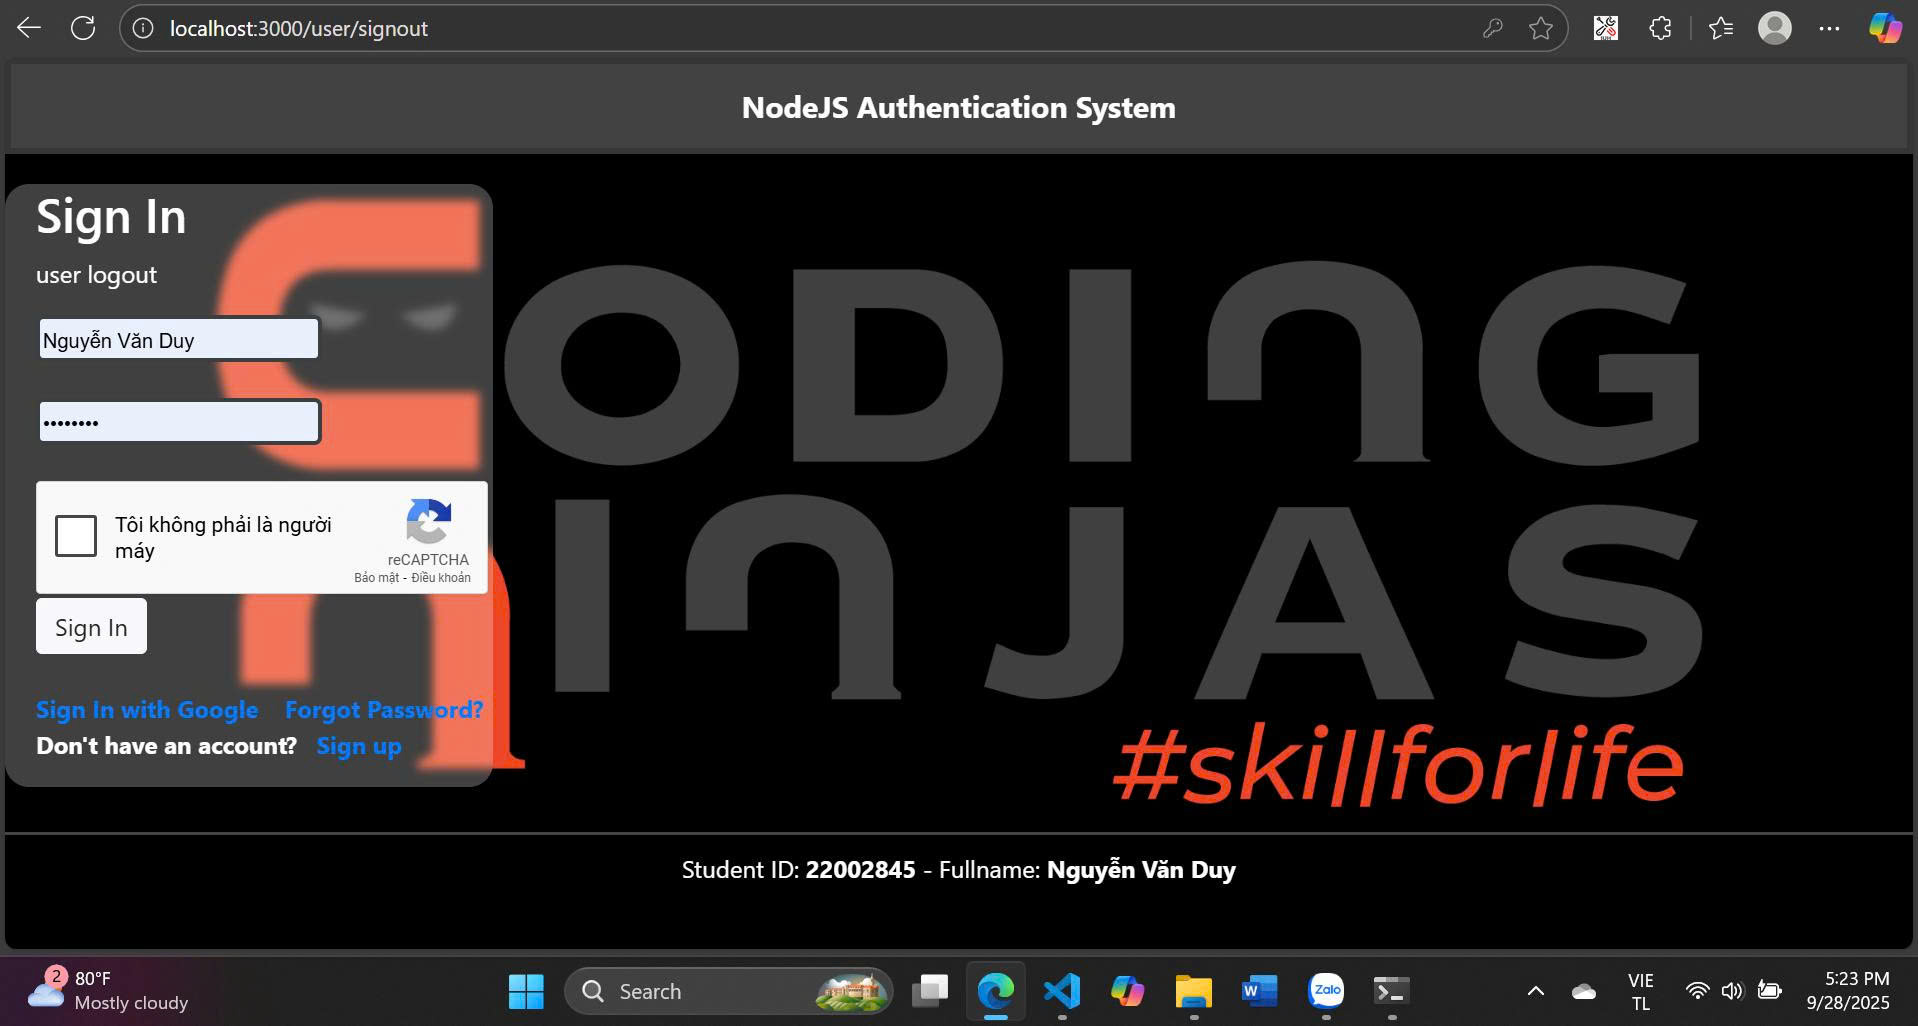 localhost:3000/user/signout
NodeJS Authentication System
Sign In
user logout
Nguyễn Văn Duy
••••••••
Tôi không phải là người
máy
reCAPTCHA
Bảo mật - Điều khoản
Sign In
Sign In with Google Forgot Password?
Don't have an account? Sign up
CODING
NINJAS
#skillforlife
Student ID: 22002845 - Fullname: Nguyễn Văn Duy
2
80°F
Mostly cloudy
Search
W
Zalo
VIE
TL
5:23 PM
9/28/2025